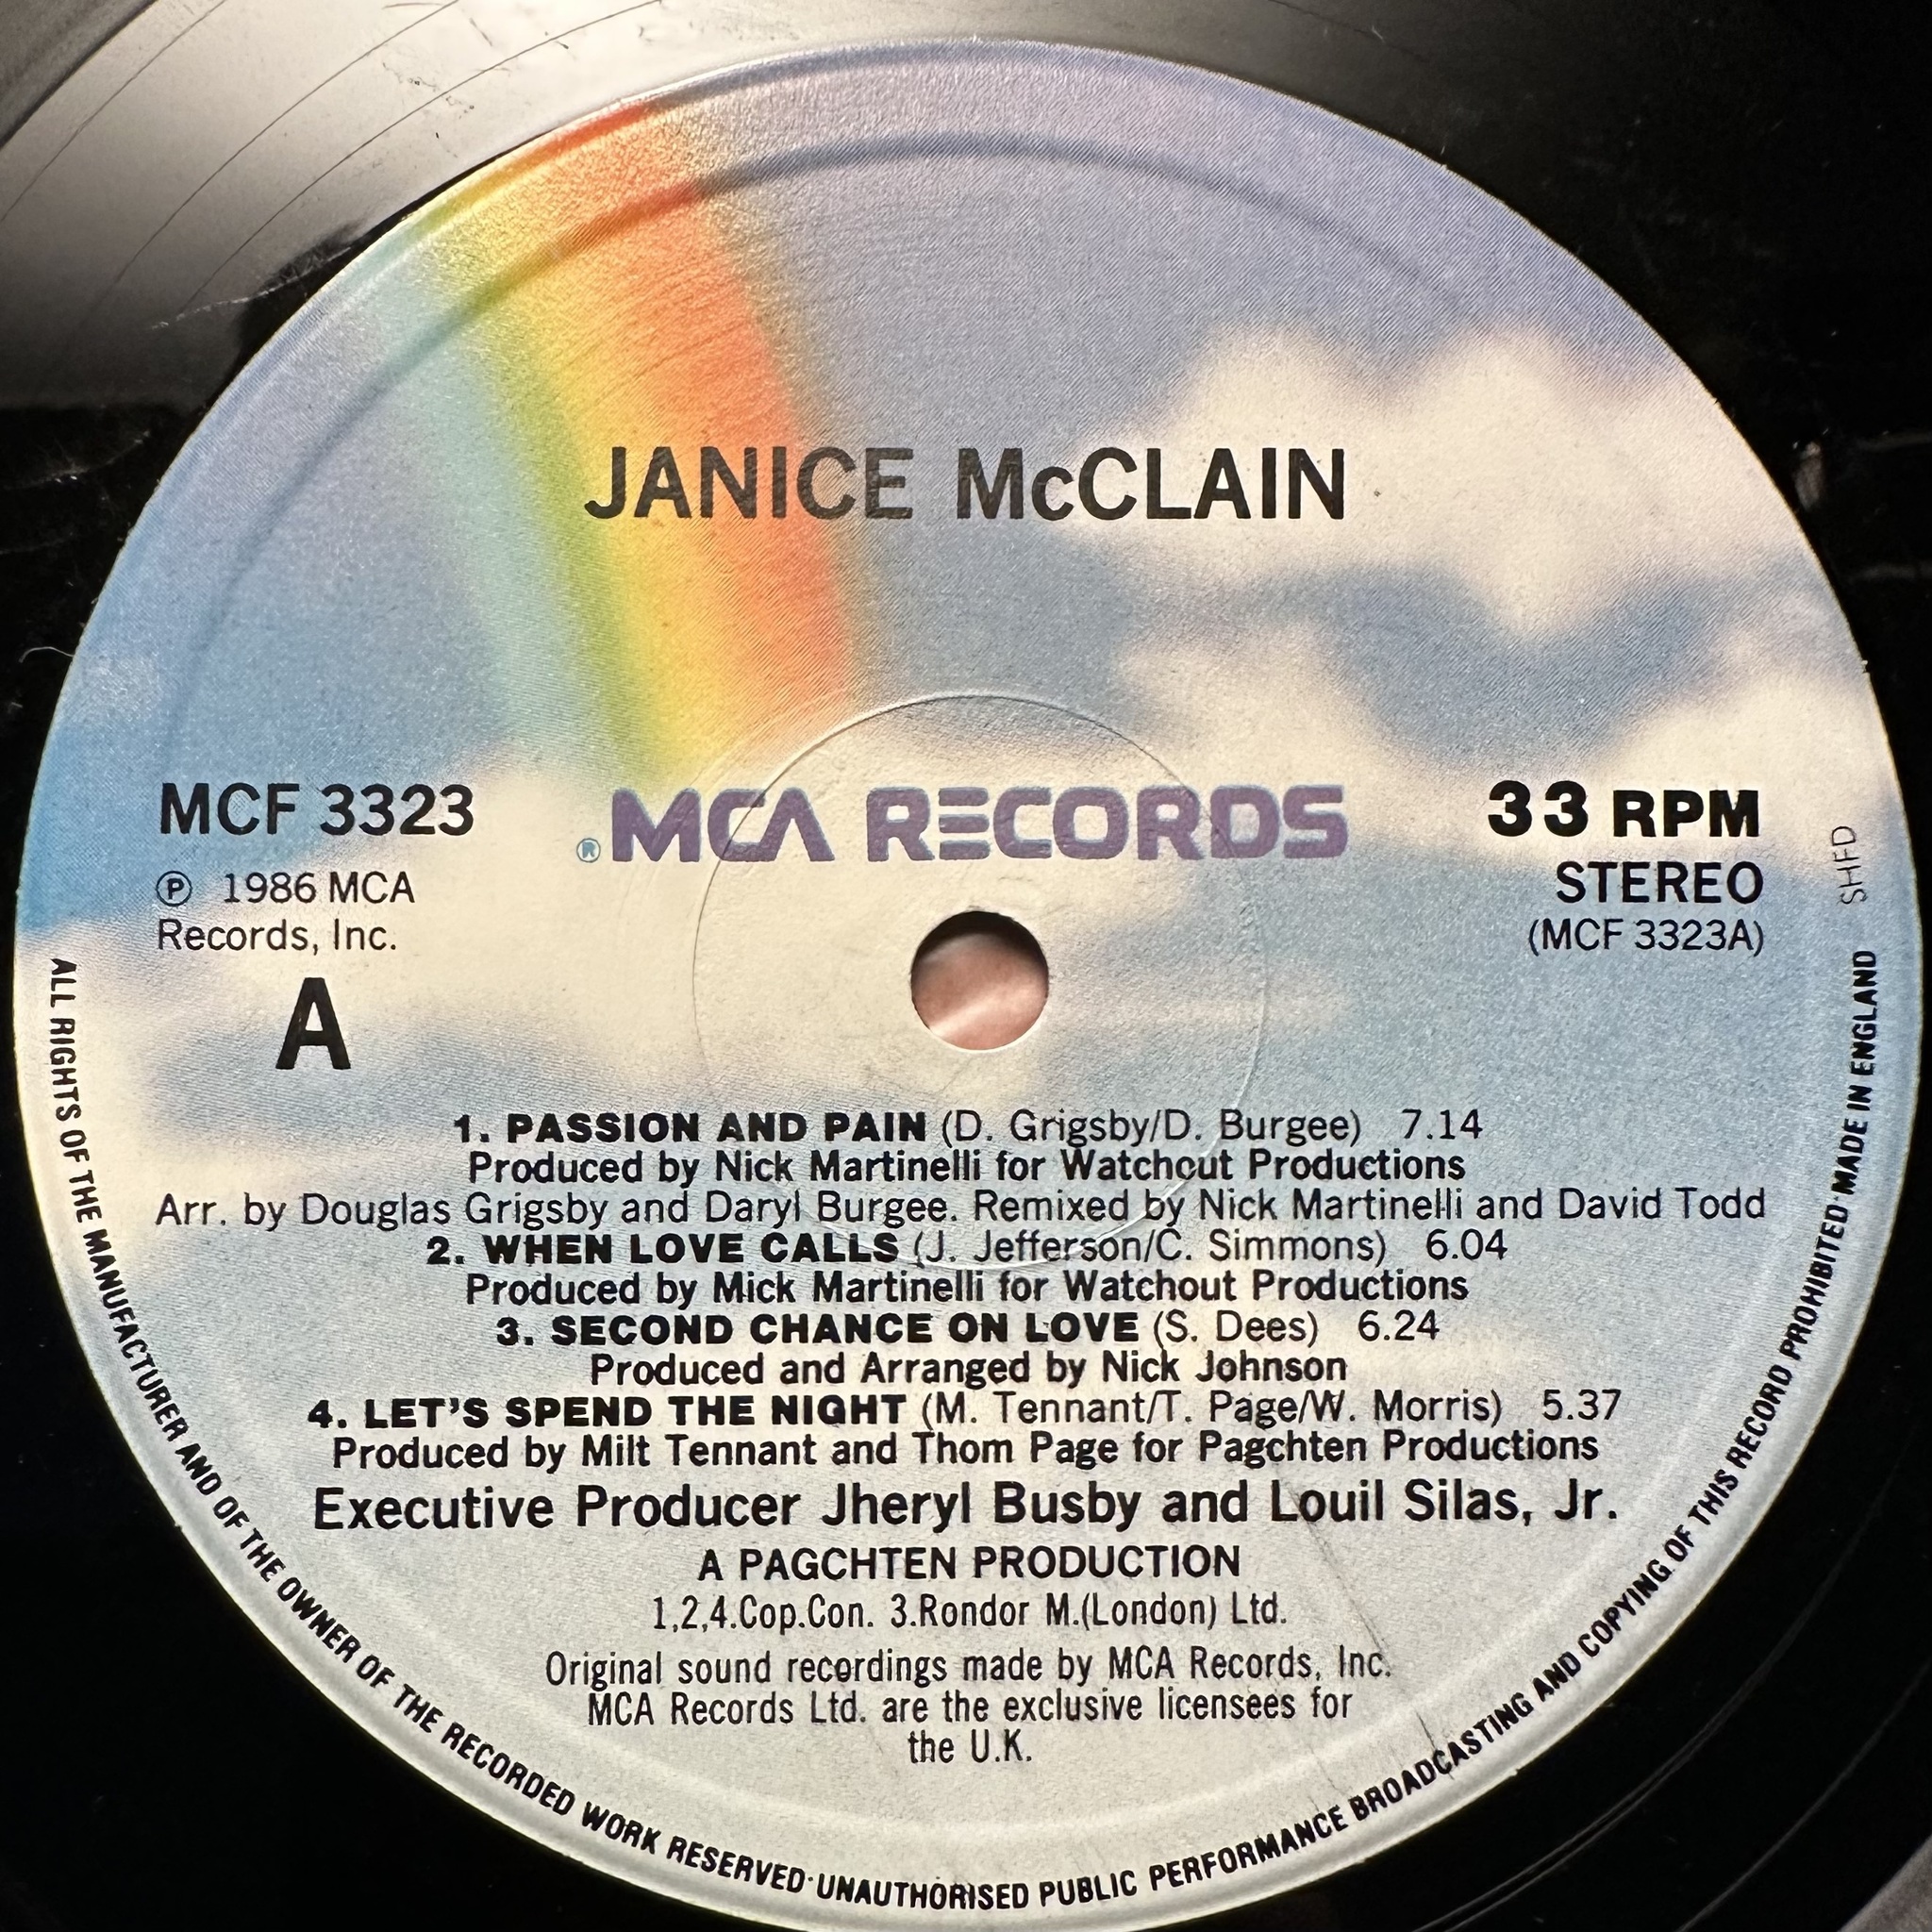 JANICE McCLAIN
MCF 3323
℗ 1986 MCA
Records, Inc.
A
®MCA RECORDS
33 RPM
STEREO
(MCF 3323A)
SHFD
1. PASSION AND PAIN (D. Grigsby/D. Burgee) 7.14
Produced by Nick Martinelli for Watchout Productions
Arr. by Douglas Grigsby and Daryl Burgee. Remixed by Nick Martinelli and David Todd
2. WHEN LOVE CALLS (J. Jefferson/C. Simmons) 6.04
Produced by Mick Martinelli for Watchout Productions
3. SECOND CHANCE ON LOVE (S. Dees) 6.24
Produced and Arranged by Nick Johnson
4. LET'S SPEND THE NIGHT (M. Tennant/T. Page/W. Morris) 5.37
Produced by Milt Tennant and Thom Page for Pagchten Productions
Executive Producer Jheryl Busby and Louil Silas, Jr.
A PAGCHTEN PRODUCTION
1,2,4.Cop.Con. 3.Rondor M.(London) Ltd.
Original sound recordings made by MCA Records, Inc.
MCA Records Ltd. are the exclusive licensees for
the U.K.
ALL RIGHTS OF THE MANUFACTURER AND OF THE OWNER OF THE RECORDED WORK RESERVED·UNAUTHORISED PUBLIC PERFORMANCE BROADCASTING AND COPYING OF THIS RECORD PROHIBITED·MADE IN ENGLAND